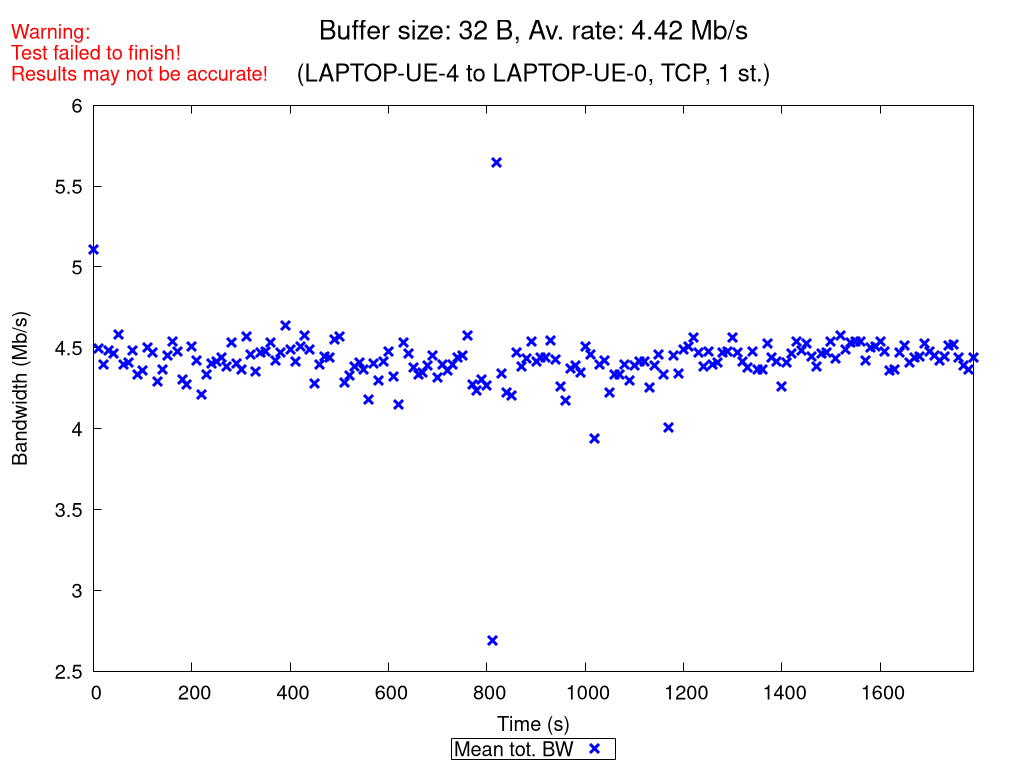 Warning:
Test failed to finish!
Results may not be accurate!
Buffer size: 32 B, Av. rate: 4.42 Mb/s
(LAPTOP-UE-4 to LAPTOP-UE-0, TCP, 1 st.)
6
5.5
5
4.5
4
3.5
3
2.5
Bandwidth (Mb/s)
0 200 400 600 800 1000 1200 1400 1600
Time (s)
Mean tot. BW